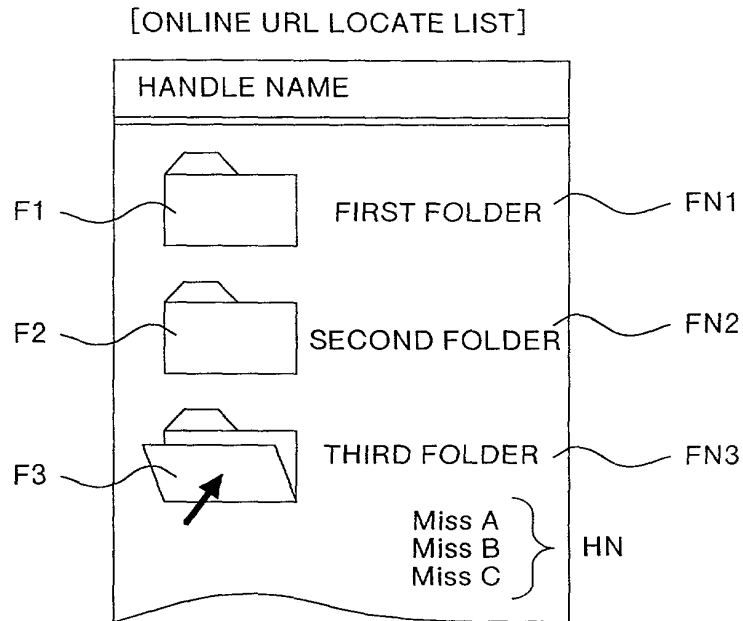 [ONLINE URL LOCATE LIST]
HANDLE NAME
F1 FIRST FOLDER FN1
F2 SECOND FOLDER FN2
F3 THIRD FOLDER FN3
Miss A
Miss B HN
Miss C